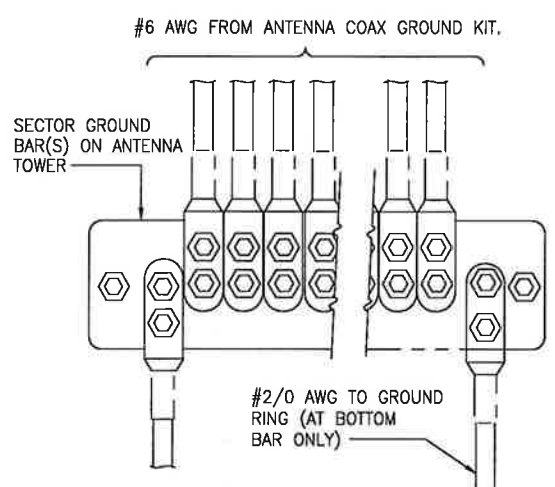 #6 AWG FROM ANTENNA COAX GROUND KIT.
SECTOR GROUND
BAR(S) ON ANTENNA
TOWER
#2/0 AWG TO GROUND
RING (AT BOTTOM
BAR ONLY)